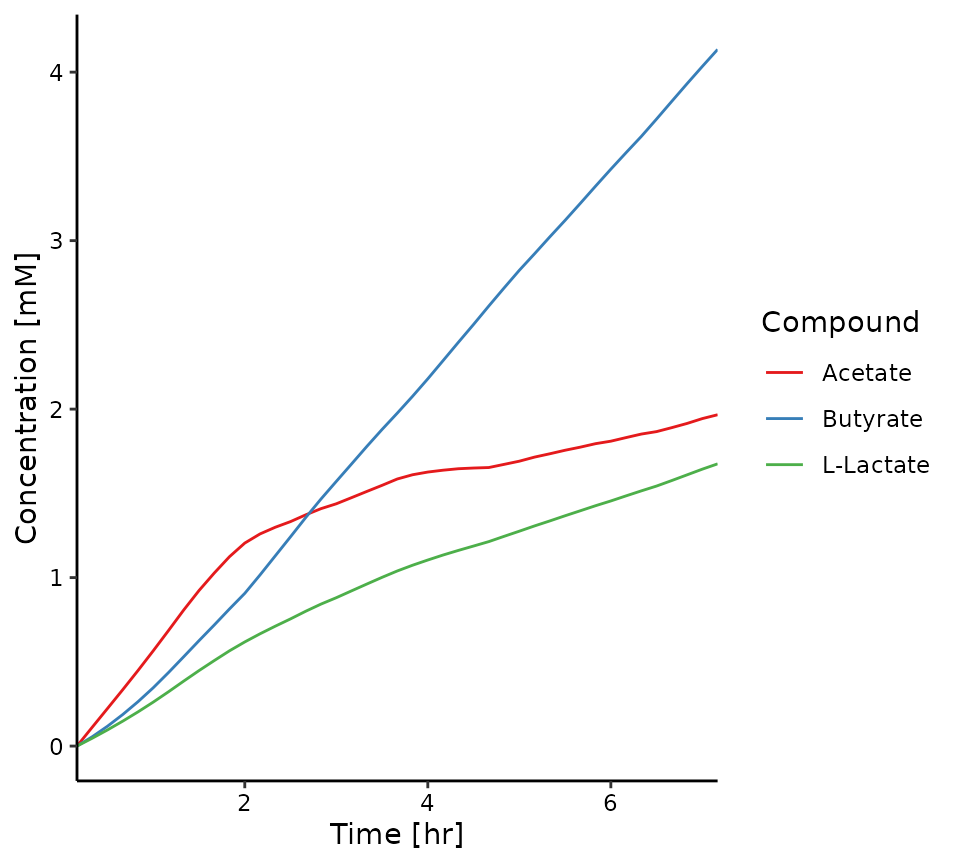 4
3
2
1
0
Concentration [mM]
2 4 6
Time [hr]
Compound
Acetate
Butyrate
L-Lactate